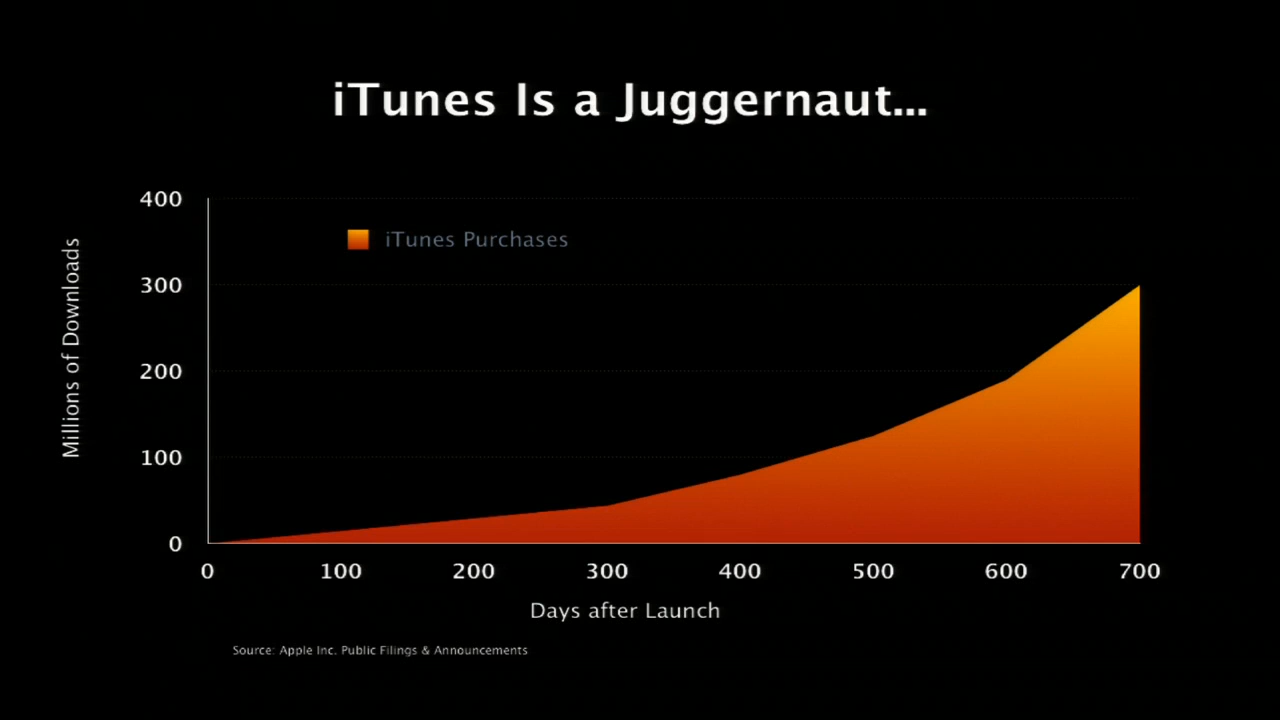 iTunes Is a Juggernaut...
400
iTunes Purchases
300
200
100
0
Millions of Downloads
0 100 200 300 400 500 600 700
Days after Launch
Source: Apple Inc. Public Filings & Announcements